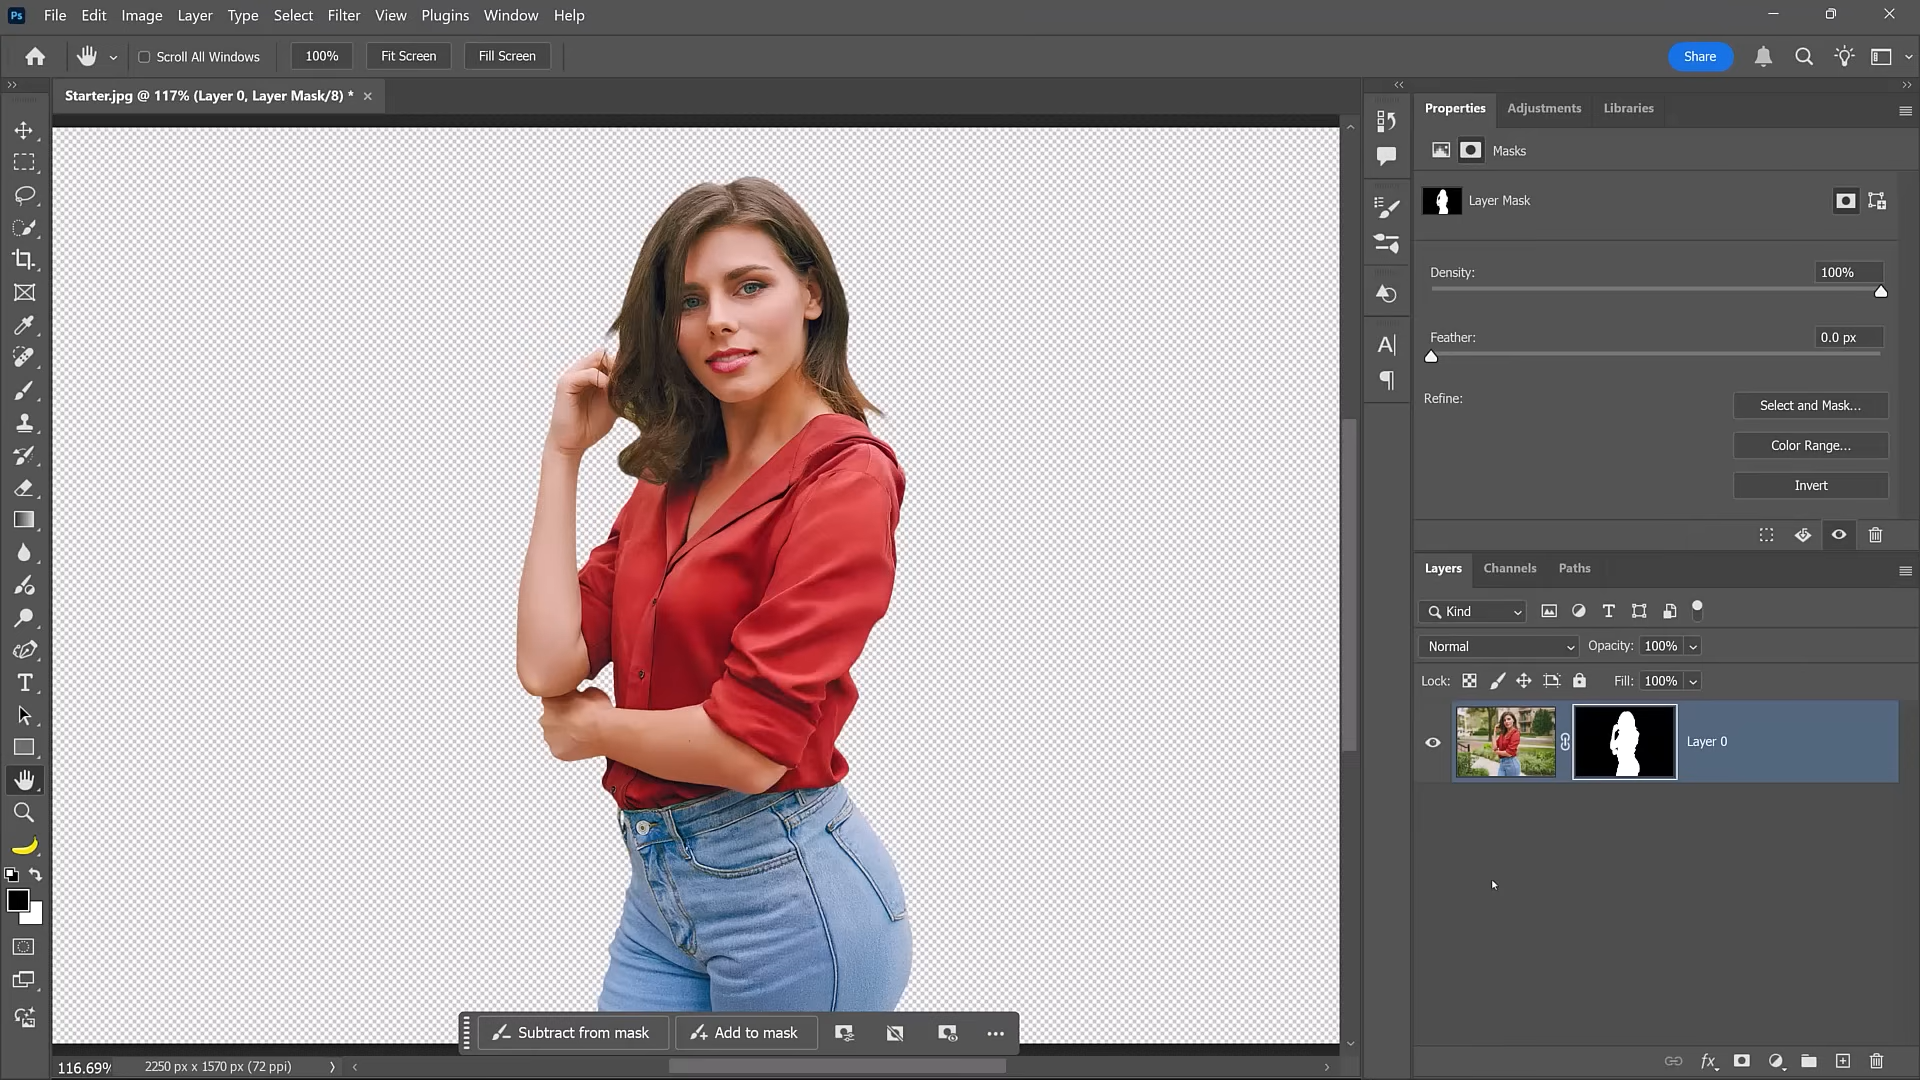 Ps File Edit Image Layer Type Select Filter View Plugins Window Help
Scroll All Windows 100% Fit Screen Fill Screen Share
Starter.jpg @ 117% (Layer 0, Layer Mask/8) *
Properties Adjustments Libraries
Masks
Layer Mask
Density: 100%
Feather: 0.0 px
Refine: Select and Mask...
Color Range...
Invert
Layers Channels Paths
Kind
Normal Opacity: 100%
Lock: Fill: 100%
Layer 0
Subtract from mask Add to mask
116.69% 2250 px x 1570 px (72 ppi)